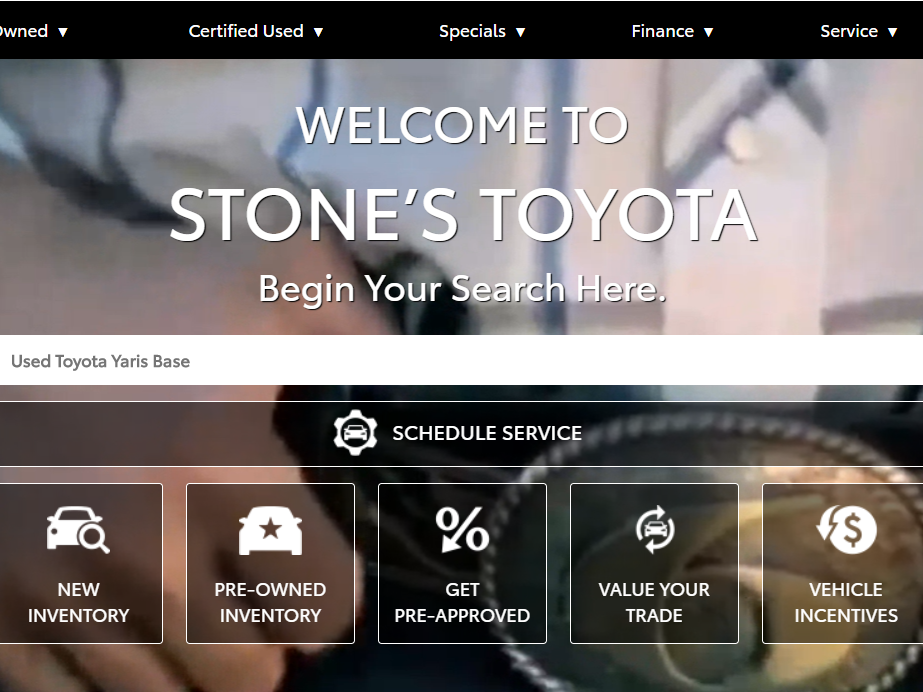 Certified Used ▼
Specials ▼
Finance ▼
Service ▼
WELCOME TO
STONE’S TOYOTA
Begin Your Search Here.
Used Toyota Yaris Base
SCHEDULE SERVICE
NEW
INVENTORY
PRE-OWNED
INVENTORY
GET
PRE-APPROVED
VALUE YOUR
TRADE
VEHICLE
INCENTIVES